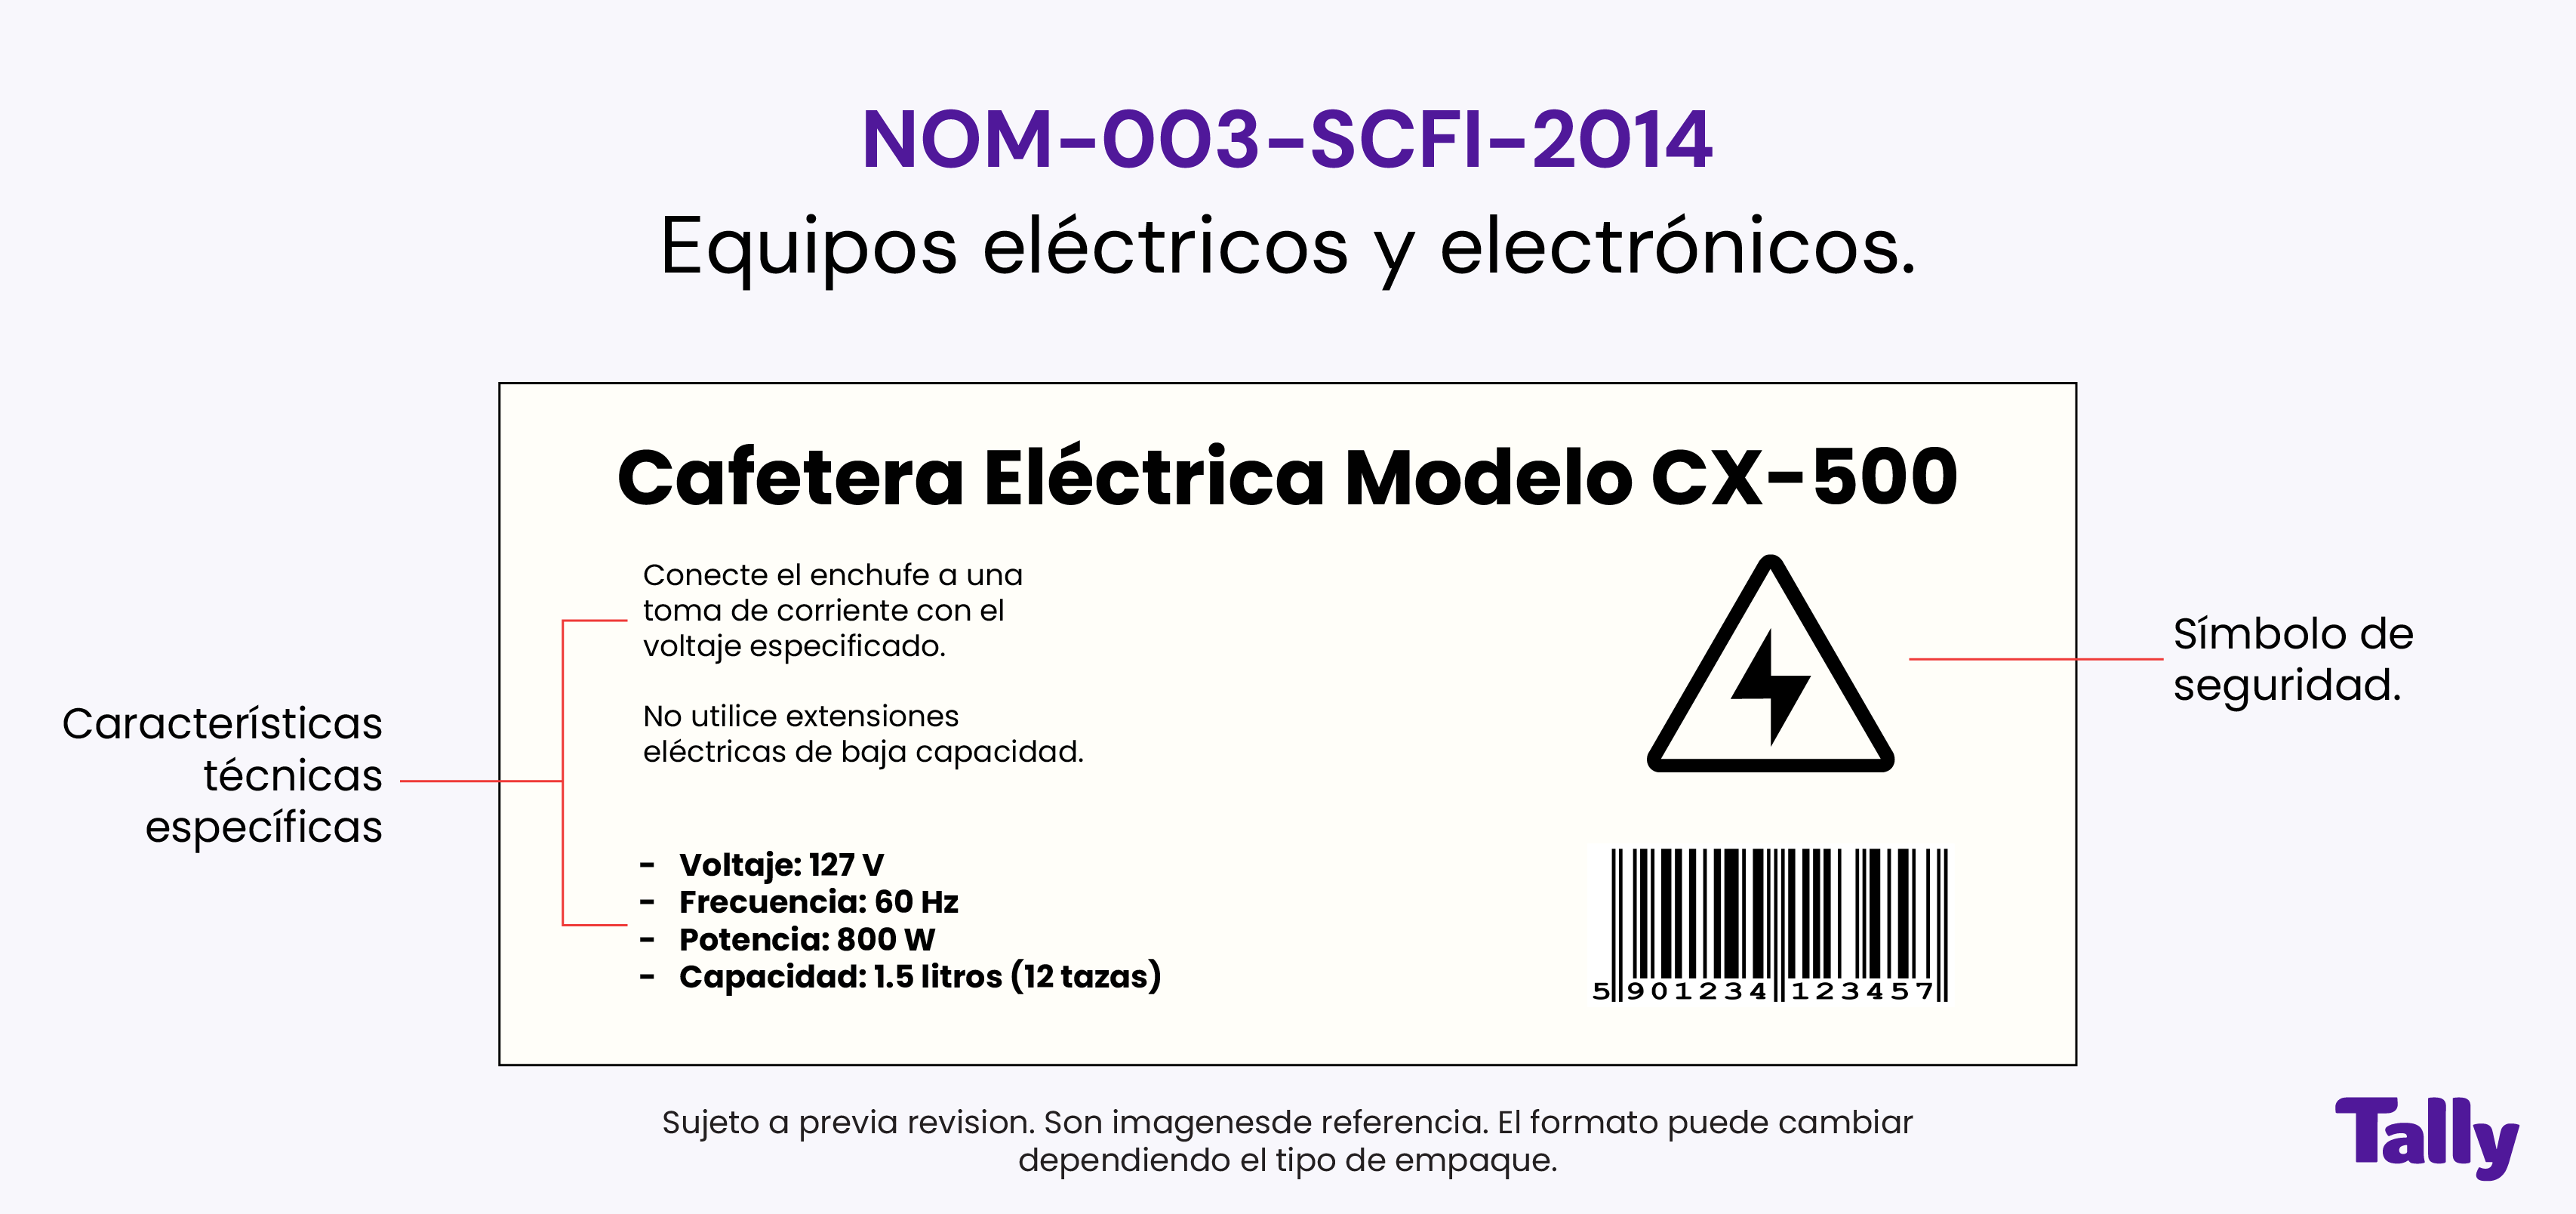 NOM-003-SCFI-2014
Equipos eléctricos y electrónicos.
Cafetera Eléctrica Modelo CX-500
Conecte el enchufe a una
toma de corriente con el
voltaje especificado.
No utilice extensiones
eléctricas de baja capacidad.
Características
técnicas
específicas
- Voltaje: 127 V
- Frecuencia: 60 Hz
- Potencia: 800 W
- Capacidad: 1.5 litros (12 tazas)
Símbolo de
seguridad.
5 901234 123457
Sujeto a previa revision. Son imagenesde referencia. El formato puede cambiar
dependiendo el tipo de empaque.
Tally